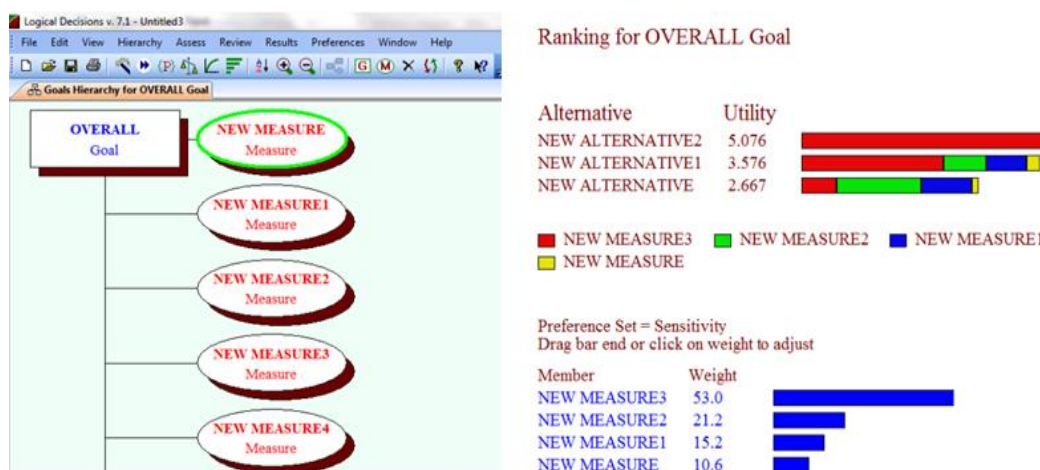 Logical Decisions v. 7.1 - Untitled3
File Edit View Hierarchy Assess Review Results Preferences Window Help
Goals Hierarchy for OVERALL Goal
OVERALL
Goal
NEW MEASURE
Measure
NEW MEASURE1
Measure
NEW MEASURE2
Measure
NEW MEASURE3
Measure
NEW MEASURE4
Measure
Ranking for OVERALL Goal
Alternative Utility
NEW ALTERNATIVE2 5.076
NEW ALTERNATIVE1 3.576
NEW ALTERNATIVE 2.667
NEW MEASURE3 NEW MEASURE2 NEW MEASURE1
NEW MEASURE
Preference Set = Sensitivity
Drag bar end or click on weight to adjust
Member Weight
NEW MEASURE3 53.0
NEW MEASURE2 21.2
NEW MEASURE1 15.2
NEW MEASURE 10.6